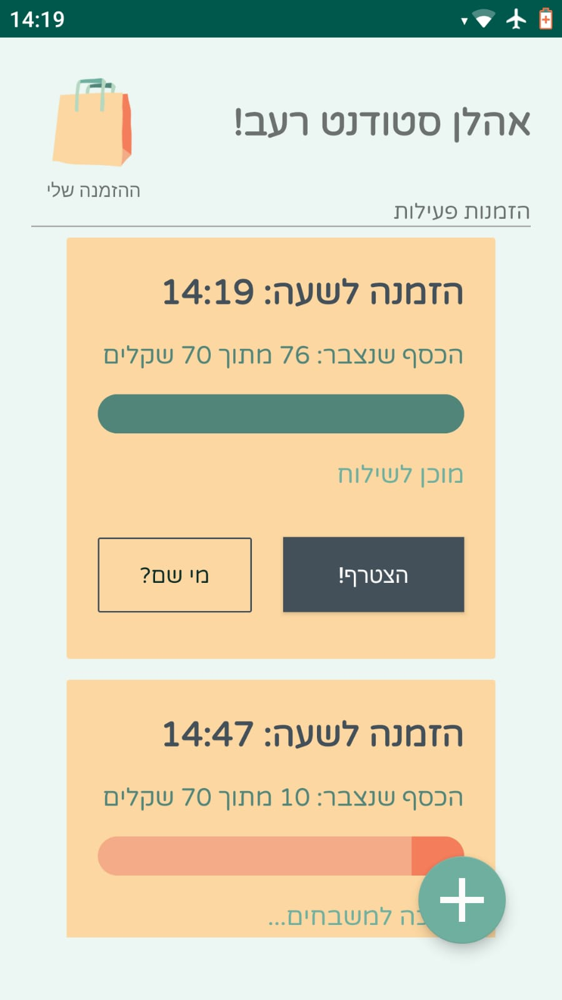 14:19
אהלן סטודנט רעב!
ההזמנה שלי
הזמנות פעילות
הזמנה לשעה: 14:19
הכסף שנצבר: 76 מתוך 70 שקלים
מוכן לשילוח
הצטרף!
מי שם?
הזמנה לשעה: 14:47
הכסף שנצבר: 10 מתוך 70 שקלים
למשבחים...